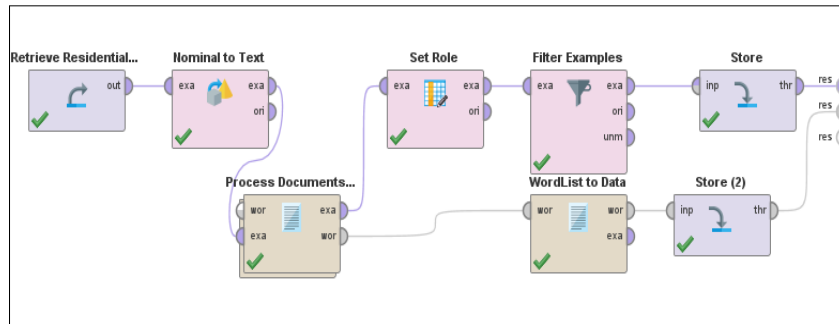 Retrieve Residential...
Nominal to Text
Set Role
Filter Examples
Store
out
exa
exa
ori
exa
exa
ori
exa
exa
ori
unm
inp
thr
res
res
res
Process Documents...
WordList to Data
Store (2)
wor
exa
exa
wor
wor
wor
exa
inp
thr